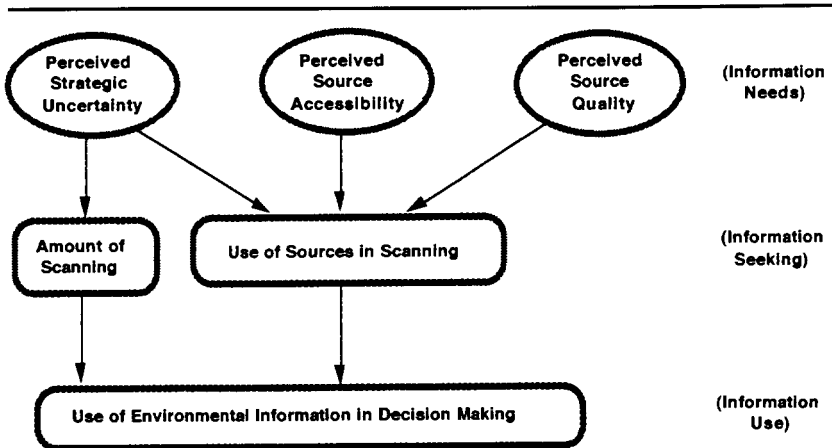 Perceived
Strategic
Uncertainty
Perceived
Source
Accessibility
Perceived
Source
Quality
(Information
Needs)
Amount of
Scanning
Use of Sources in Scanning
(Information
Seeking)
Use of Environmental Information in Decision Making
(Information
Use)